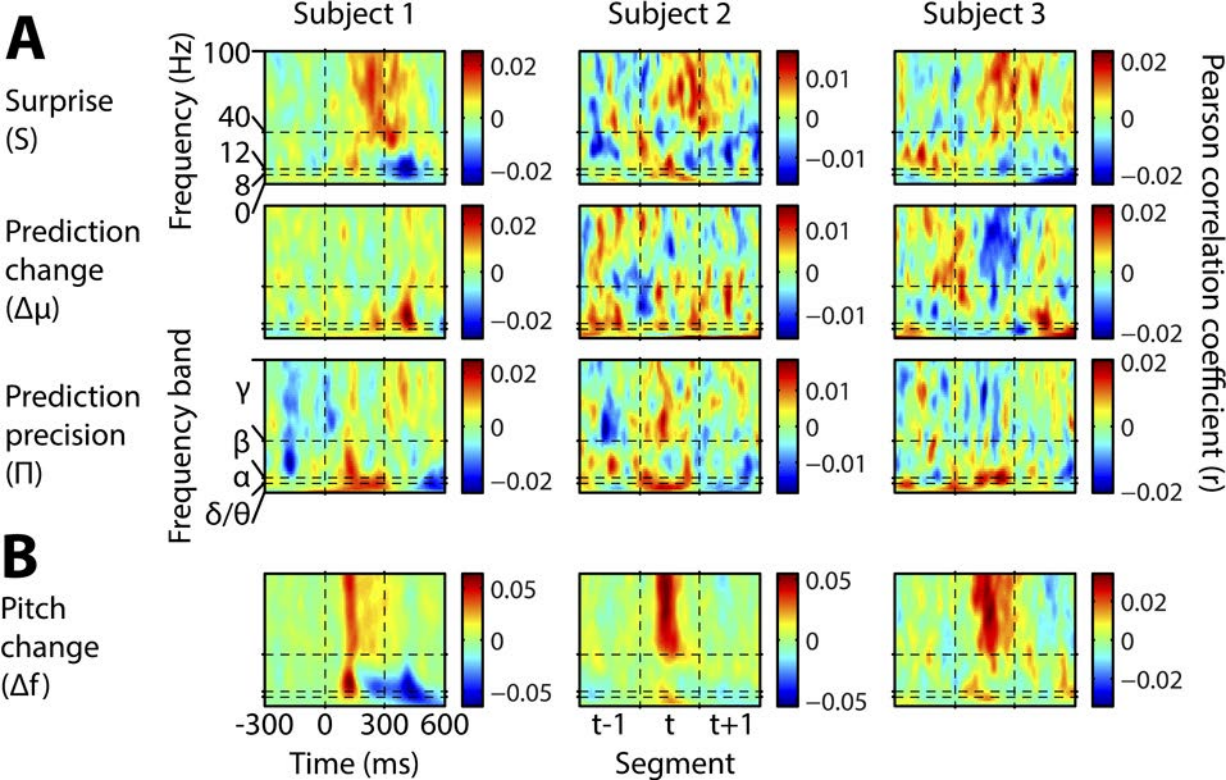 A
Subject 1
Subject 2
Subject 3
Surprise
(S)
Frequency (Hz)
100
40
12
8
0
0.02
0
−0.02
0.01
0
−0.01
0.02
0
−0.02
Pearson correlation coefficient (r)
Prediction
change
(Δμ)
0.02
0
−0.02
0.01
0
−0.01
0.02
0
−0.02
Prediction
precision
(Π)
Frequency band
γ
β
α
δ/θ
0.02
0
−0.02
0.01
0
−0.01
0.02
0
−0.02
B
Pitch
change
(Δf)
0.05
0
−0.05
0.05
0
−0.05
0.02
0
−0.02
-300 0 300 600
Time (ms)
t-1 t t+1
Segment